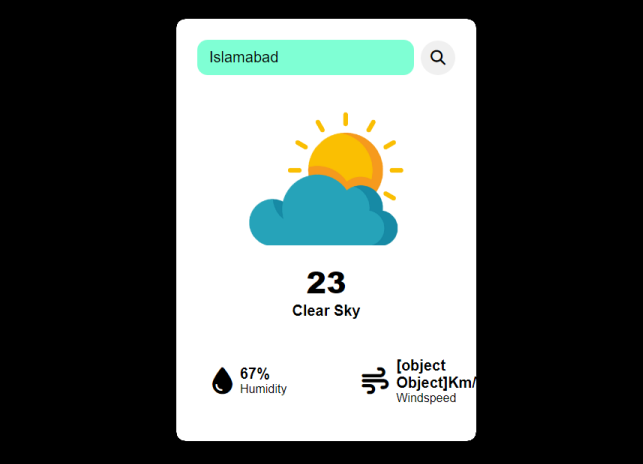 Islamabad
23
Clear Sky
67%
Humidity
[object
Object]Km/
Windspeed